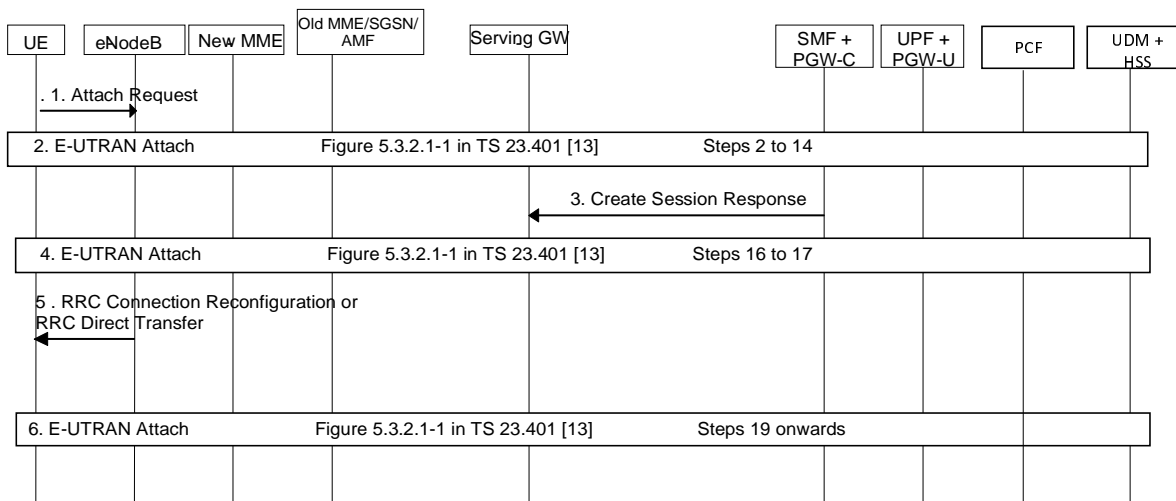 UE
eNodeB
New MME
Old MME/SGSN/
AMF
Serving GW
SMF +
PGW-C
UPF +
PGW-U
PCF
UDM +
HSS
. 1. Attach Request
2. E-UTRAN Attach Figure 5.3.2.1-1 in TS 23.401 [13] Steps 2 to 14
3. Create Session Response
4. E-UTRAN Attach Figure 5.3.2.1-1 in TS 23.401 [13] Steps 16 to 17
5 . RRC Connection Reconfiguration or
RRC Direct Transfer
6. E-UTRAN Attach Figure 5.3.2.1-1 in TS 23.401 [13] Steps 19 onwards